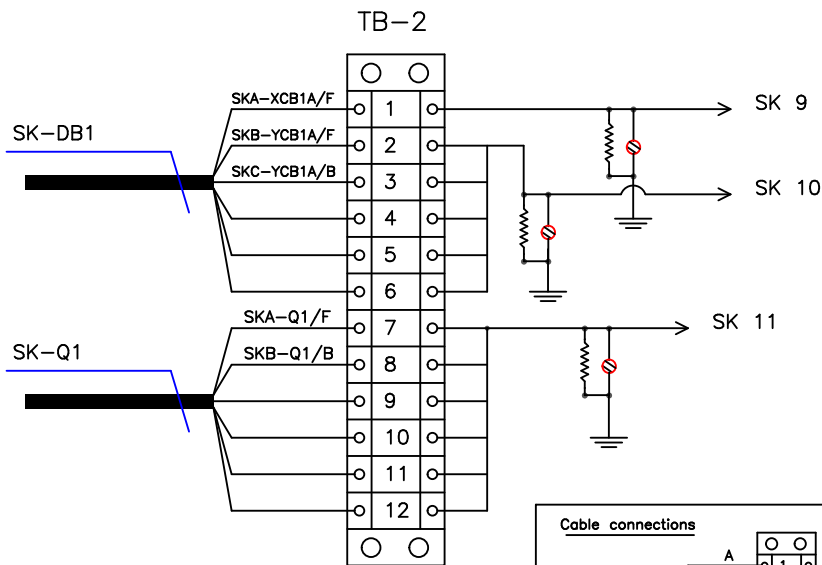 TB-2
SKA-XCB1A/F
1
SK 9
SK-DB1
SKB-YCB1A/F
2
SKC-YCB1A/B
3
SK 10
4
5
6
SKA-Q1/F
7
SK 11
SK-Q1
SKB-Q1/B
8
9
10
11
12
Cable connections
A
1